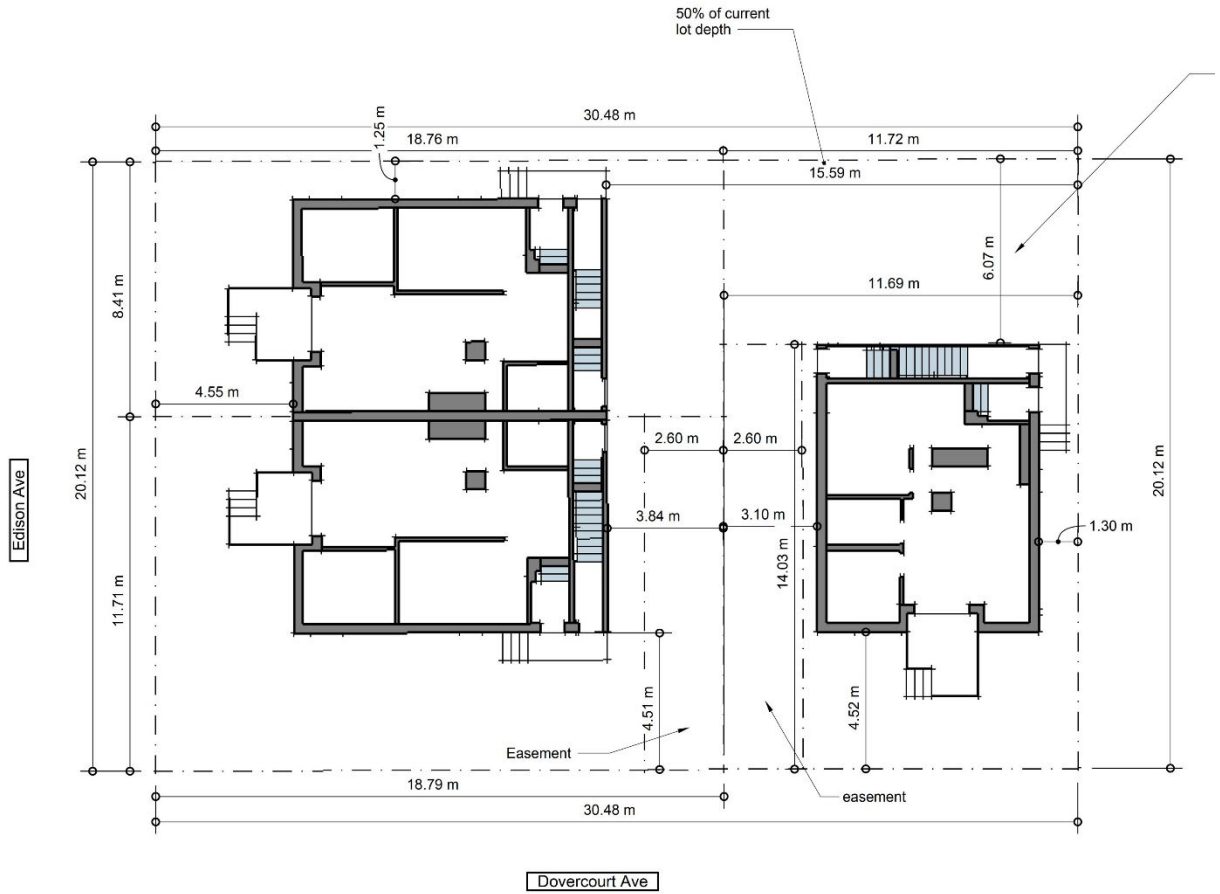 50% of current
lot depth
30.48 m
1.25 m
18.76 m
11.72 m
15.59 m
8.41 m
6.07 m
11.69 m
4.55 m
20.12 m
2.60 m
2.60 m
20.12 m
Edison Ave
3.84 m
3.10 m
1.30 m
14.03 m
11.71 m
4.51 m
4.52 m
Easement
easement
18.79 m
30.48 m
Dovercourt Ave